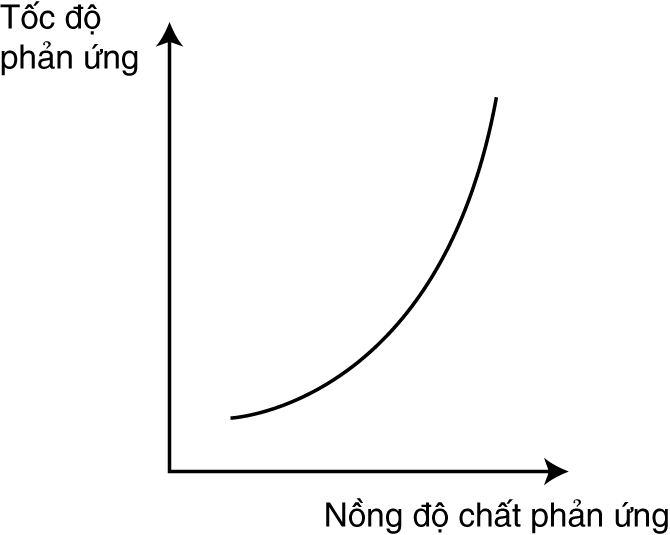 Tốc độ
phản ứng
Nồng độ chất phản ứng